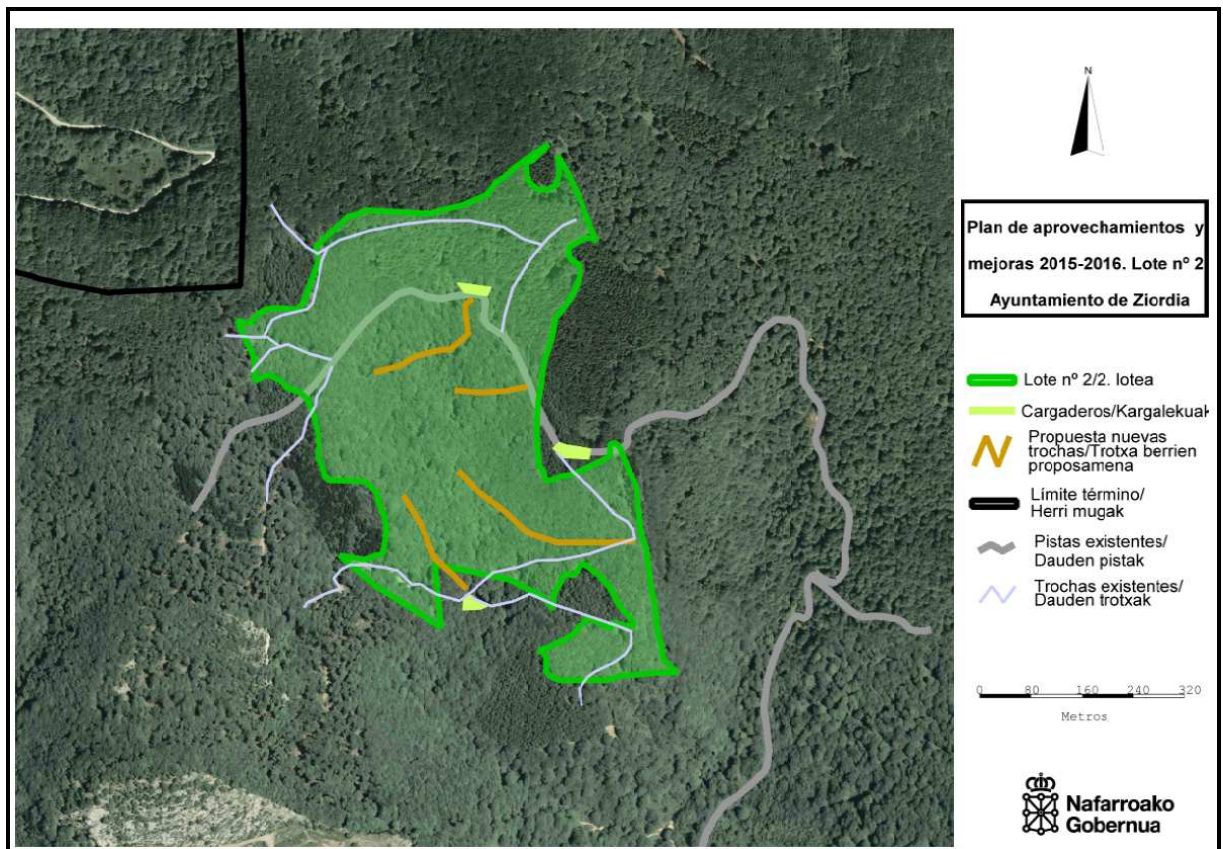 N
Plan de aprovechamientos y
mejoras 2015-2016. Lote nº 2
Ayuntamiento de Ziordia
Lote nº 2/2. lotea
Cargaderos/Kargalekuak
Propuesta nuevas
trochas/Trotxa berrien
proposamena
Límite término/
Herri mugak
Pistas existentes/
Dauden pistak
Trochas existentes/
Dauden trotxak
0 80 160 240 320
Metros
Nafarroako
Gobernua